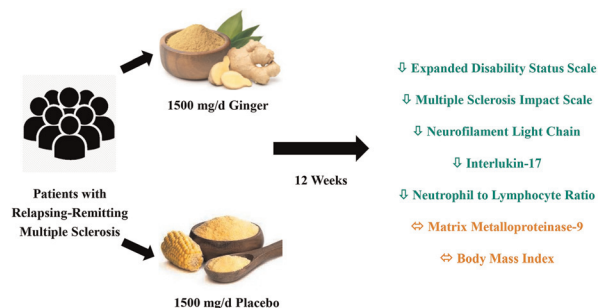 1500 mg/d Ginger
Patients with
Relapsing-Remitting
Multiple Sclerosis
1500 mg/d Placebo
12 Weeks
⇩ Expanded Disability Status Scale
⇩ Multiple Sclerosis Impact Scale
⇩ Neurofilament Light Chain
⇩ Interlukin-17
⇩ Neutrophil to Lymphocyte Ratio
⬄ Matrix Metalloproteinase-9
⬄ Body Mass Index